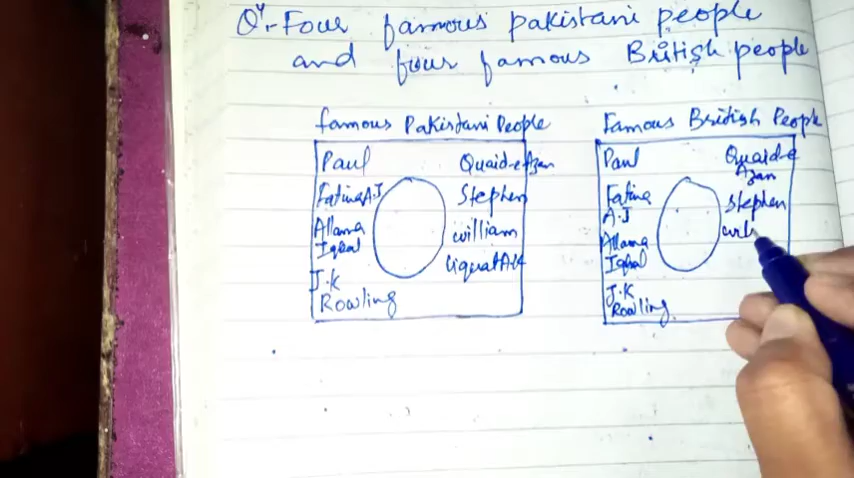 Q4:- Four famous pakistani people
and four famous British people
famous Pakistani People
Paul Quaid-e-Azam
Fatima A.J Stephen
Allama william
Iqbal liquat Ali
J.K
Rowling
Famous British People
Paul Quaid-e
Azam
Fatima Stephen
A.J
Allama
Iqbal
J.K
Rowling